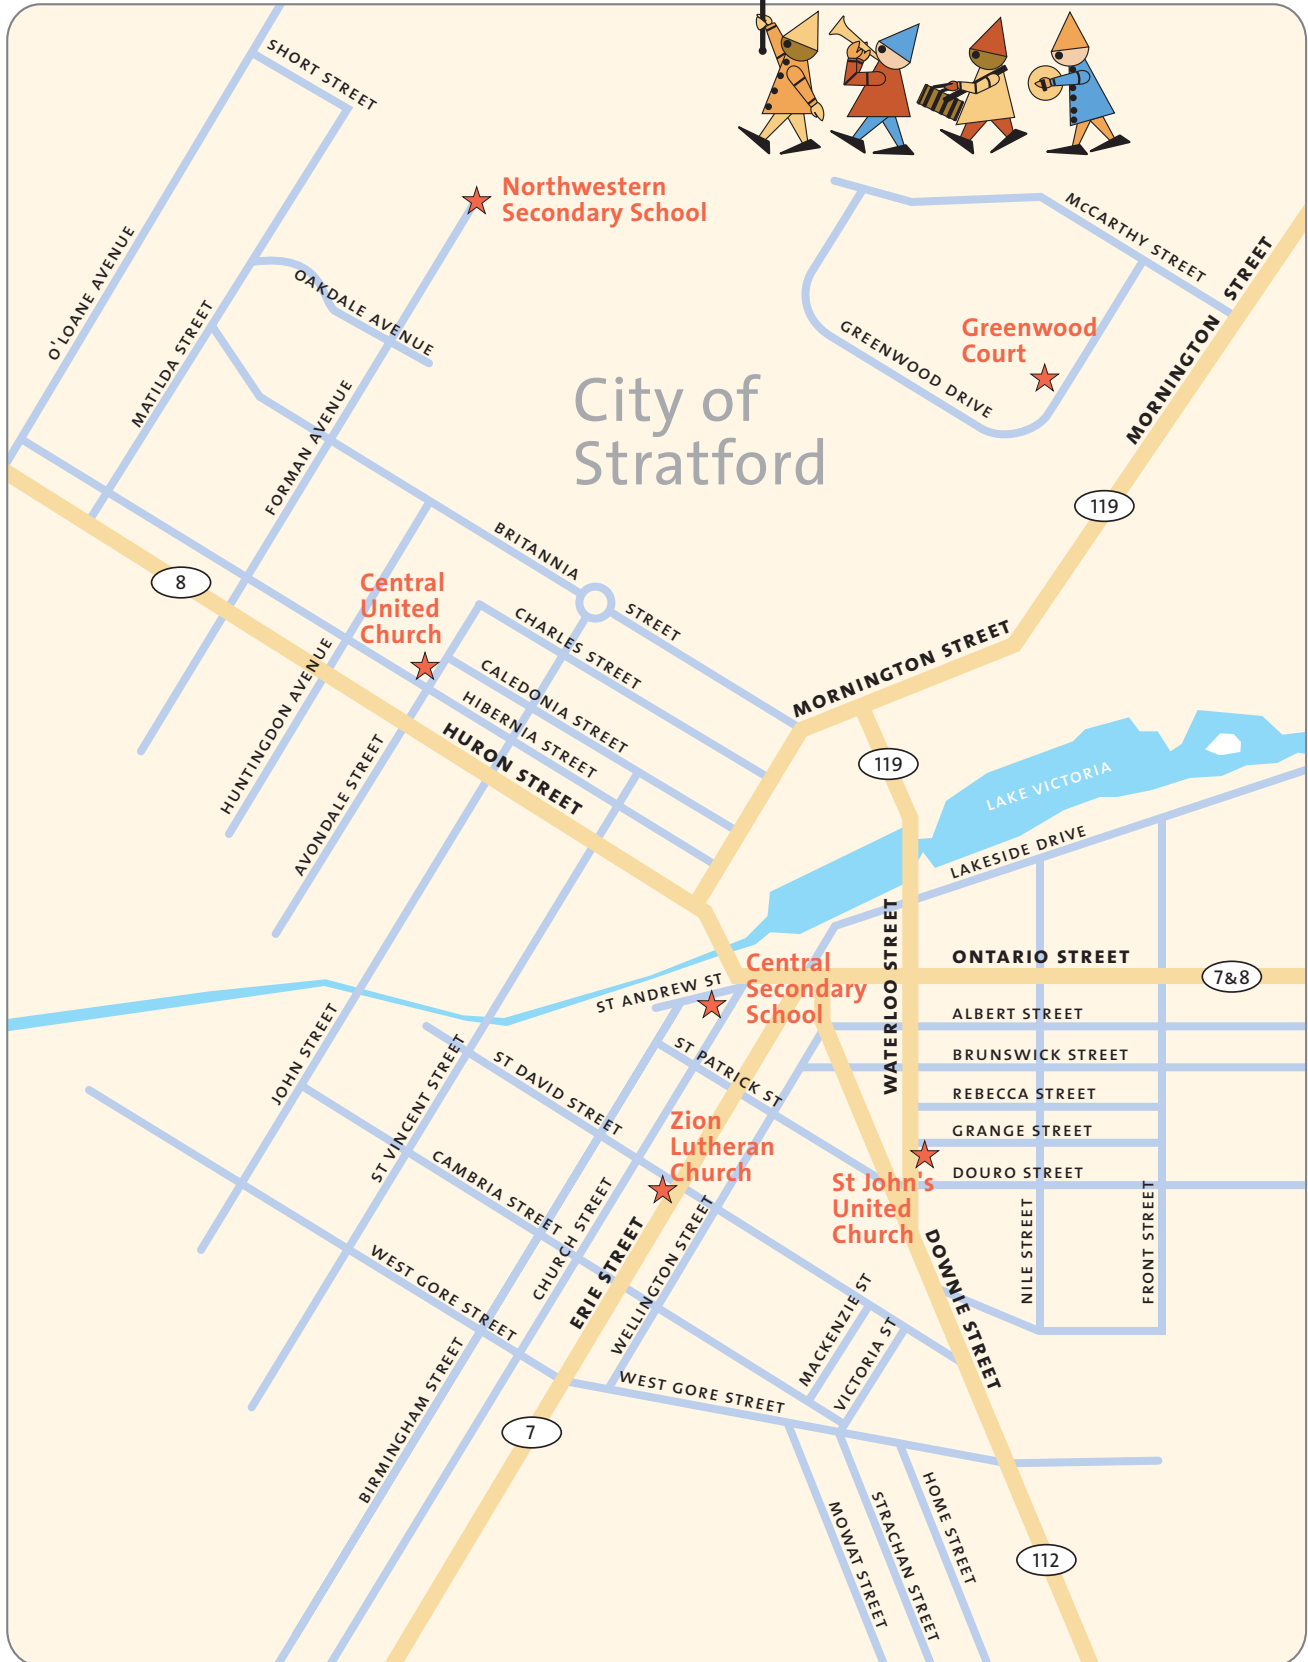 SHORT STREET
Northwestern
Secondary School
McCARTHY STREET
MORNINGTON STREET
O'LOANE AVENUE
OAKDALE AVENUE
MATILDA STREET
Greenwood
Court
GREENWOOD DRIVE
City of
Stratford
FORMAN AVENUE
119
BRITANNIA STREET
8
Central
United
Church
CHARLES STREET
CALEDONIA STREET
HIBERNIA STREET
HURON STREET
MORNINGTON STREET
HUNTINGDON AVENUE
AVONDALE STREET
119
LAKE VICTORIA
LAKESIDE DRIVE
WATERLOO STREET
ONTARIO STREET
7&8
Central
Secondary
School
ST ANDREW ST
ALBERT STREET
BRUNSWICK STREET
REBECCA STREET
GRANGE STREET
DOURO STREET
JOHN STREET
ST VINCENT STREET
ST DAVID STREET
ST PATRICK ST
Zion
Lutheran
Church
St John's
United
Church
CAMBRIA STREET
CHURCH STREET
ERIE STREET
WELLINGTON STREET
DOWNIE STREET
NILE STREET
FRONT STREET
WEST GORE STREET
MACKENZIE ST
VICTORIA ST
WEST GORE STREET
BIRMINGHAM STREET
7
MOWAT STREET
STRACHAN STREET
HOME STREET
112